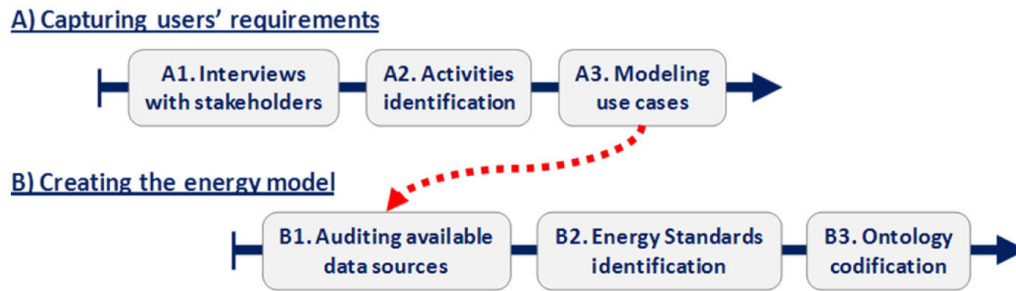 A) Capturing users’ requirements
A1. Interviews
with stakeholders
A2. Activities
identification
A3. Modeling
use cases
B) Creating the energy model
B1. Auditing available
data sources
B2. Energy Standards
identification
B3. Ontology
codification